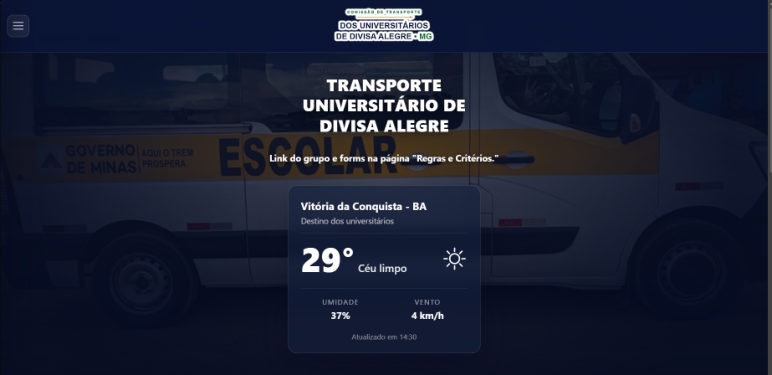 COMISSÃO DE TRANSPORTE
DOS UNIVERSITÁRIOS
DE DIVISA ALEGRE • MG
TRANSPORTE
UNIVERSITÁRIO DE
DIVISA ALEGRE
GOVERNO
DE MINAS
AQUI O TREM
PROSPERA
ESCOLAR
Link do grupo e forms na página "Regras e Critérios."
Vitória da Conquista - BA
Destino dos universitários
29° Céu limpo
UMIDADE VENTO
37% 4 km/h
Atualizado em 14:30